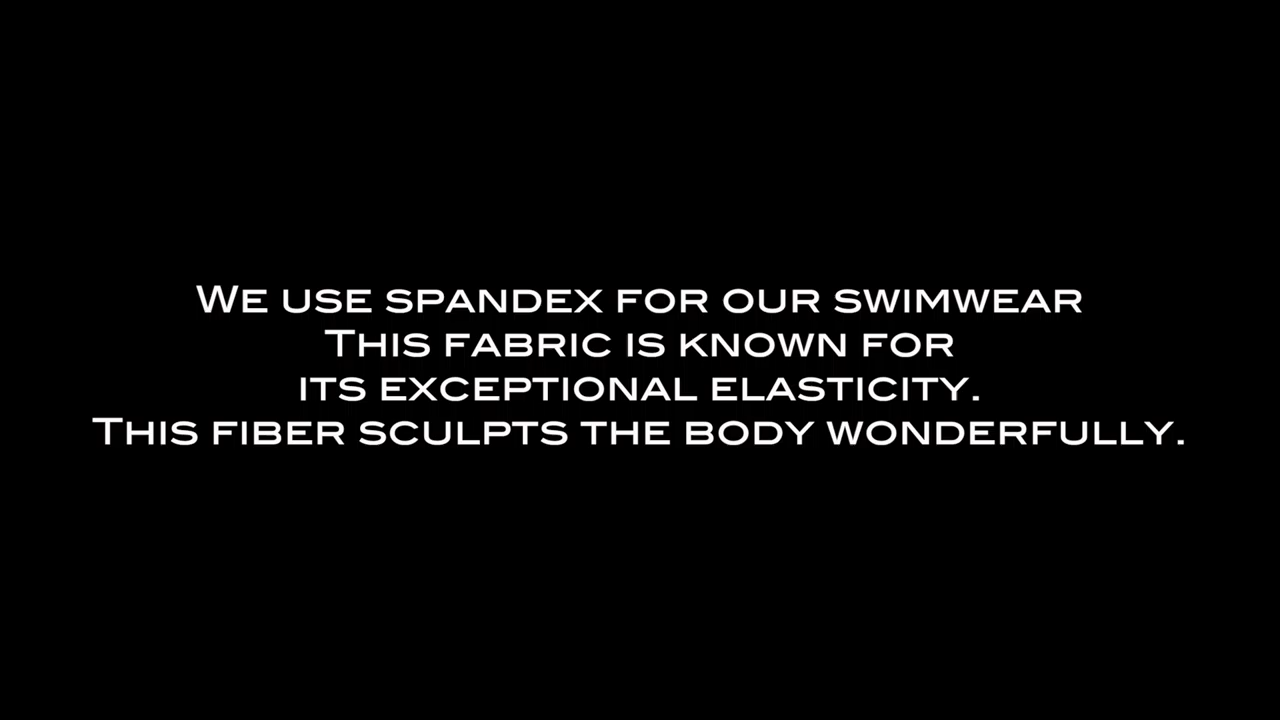 We use spandex for our swimwear
This fabric is known for
its exceptional elasticity.
This fiber sculpts the body wonderfully.